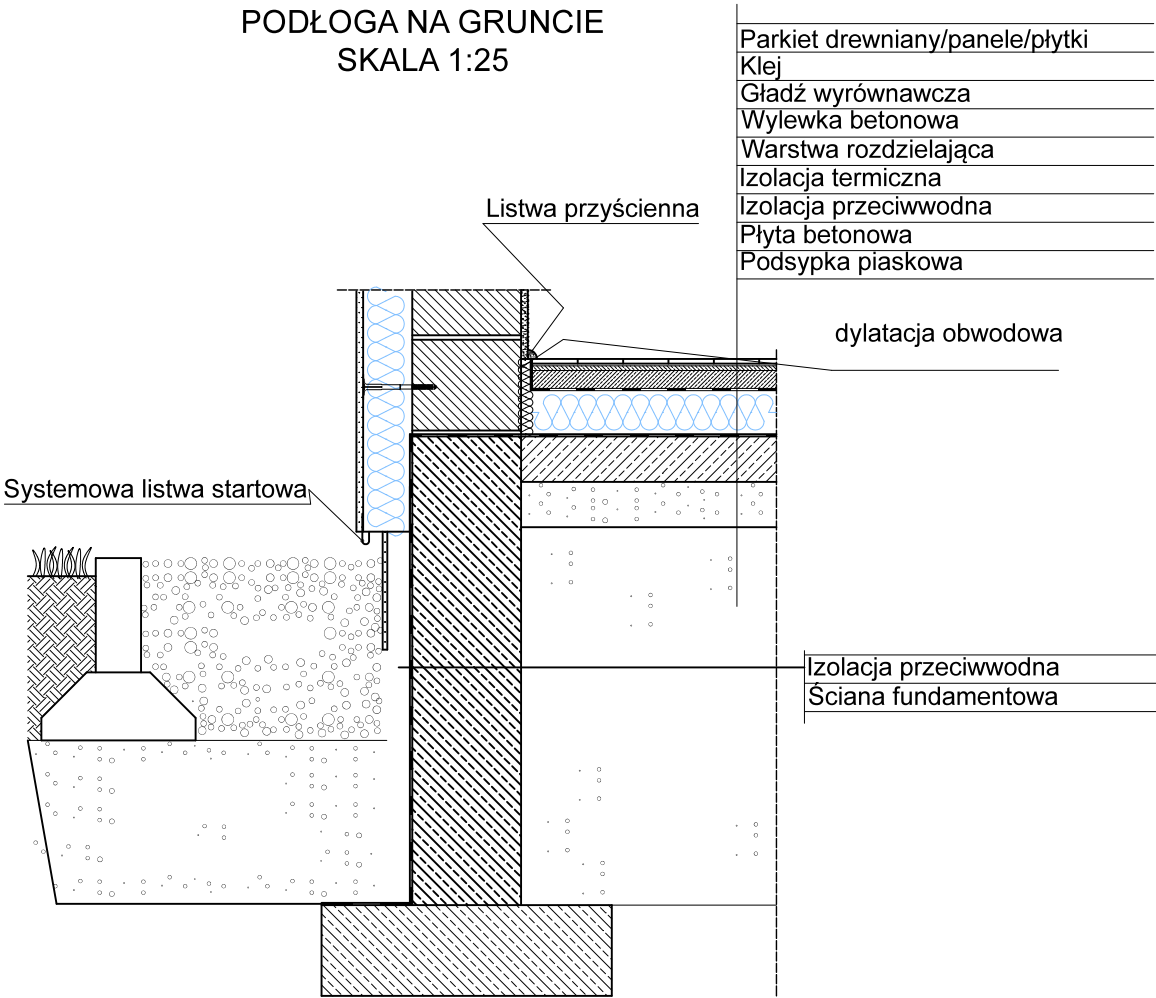 PODŁOGA NA GRUNCIE
SKALA 1:25
Parkiet drewniany/panele/płytki
Klej
Gładź wyrównawcza
Wylewka betonowa
Warstwa rozdzielająca
Izolacja termiczna
Izolacja przeciwwodna
Płyta betonowa
Podsypka piaskowa
Listwa przyścienna
dylatacja obwodowa
Systemowa listwa startowa
Izolacja przeciwwodna
Ściana fundamentowa